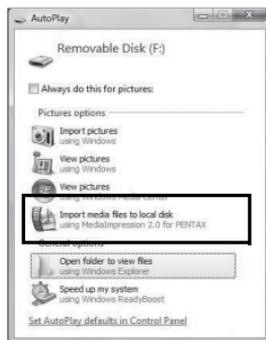 AutoPlay
Removable Disk (F:)
Always do this for pictures:
Pictures options
Import pictures
using Windows
View pictures
using Windows
View pictures
using Windows Media Center
Import media files to local disk
using MediaImpression 2.0 for PENTAX
General options
Open folder to view files
using Windows Explorer
Speed up my system
using Windows ReadyBoost
Set AutoPlay defaults in Control Panel